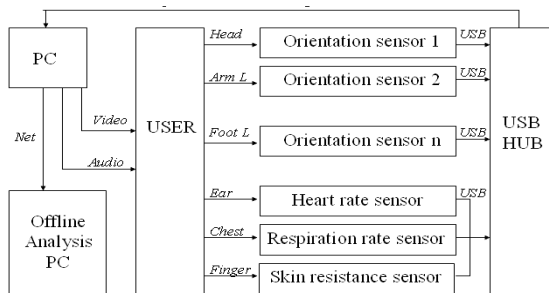 Head
Orientation sensor 1
USB
PC
Arm L
Orientation sensor 2
USB
Video
USER
Net
Foot L
Orientation sensor n
USB
USB
HUB
Audio
Ear
Heart rate sensor
USB
Offline
Analysis
PC
Chest
Respiration rate sensor
Finger
Skin resistance sensor